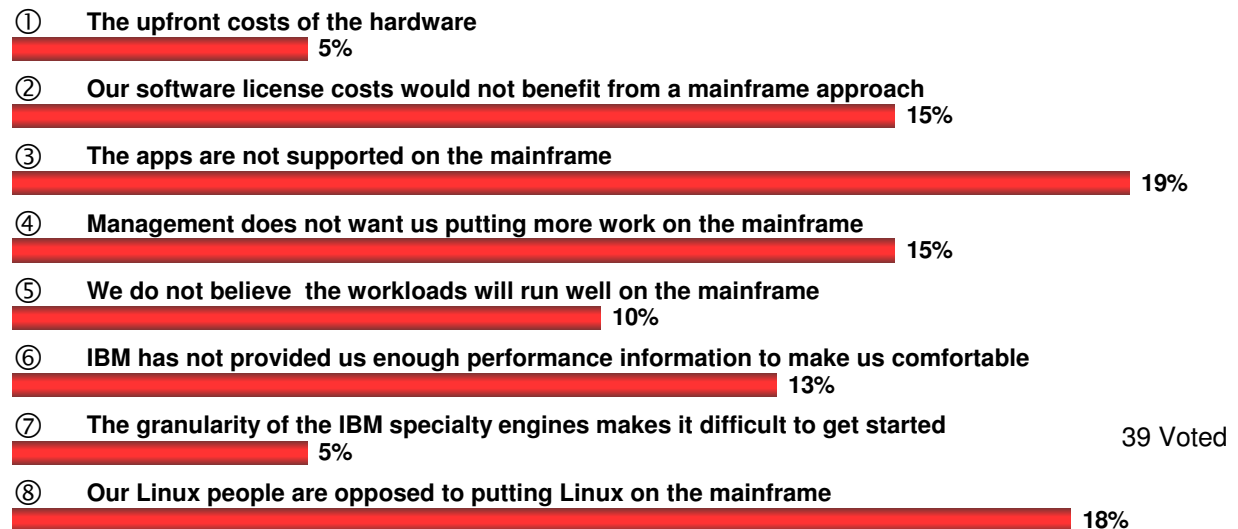 ① The upfront costs of the hardware
5%
② Our software license costs would not benefit from a mainframe approach
15%
③ The apps are not supported on the mainframe
19%
④ Management does not want us putting more work on the mainframe
15%
⑤ We do not believe the workloads will run well on the mainframe
10%
⑥ IBM has not provided us enough performance information to make us comfortable
13%
⑦ The granularity of the IBM specialty engines makes it difficult to get started
39 Voted
5%
⑧ Our Linux people are opposed to putting Linux on the mainframe
18%